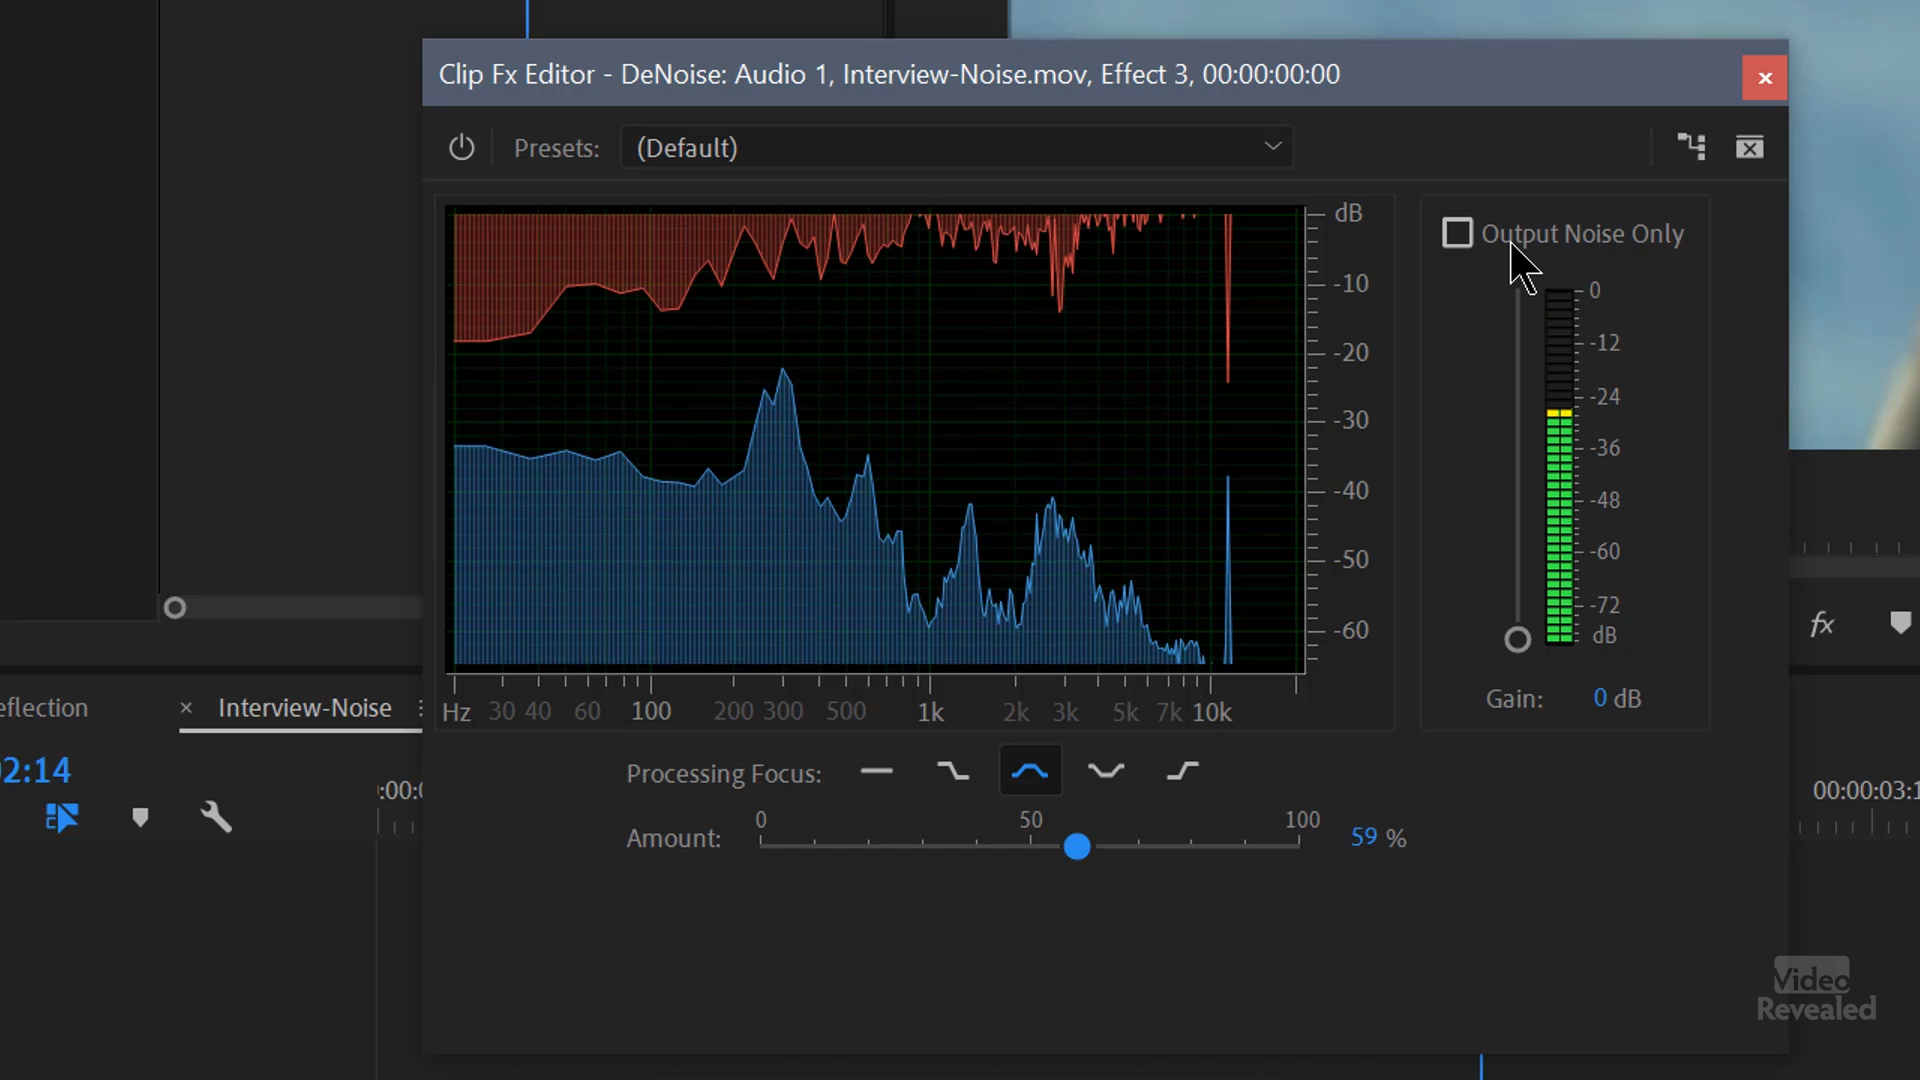 Clip Fx Editor - DeNoise: Audio 1, Interview-Noise.mov, Effect 3, 00:00:00:00
Presets: (Default)
dB
-10
-20
-30
-40
-50
-60
Hz 30 40 60 100 200 300 500 1k 2k 3k 5k 7k 10k
Output Noise Only
0
-12
-24
-36
-48
-60
-72
dB
Gain: 0 dB
fx
eflection × Interview-Noise
Processing Focus:
2:14
:00:0
00:00:03:1
0 50 100
Amount: 59 %
Video
Revealed